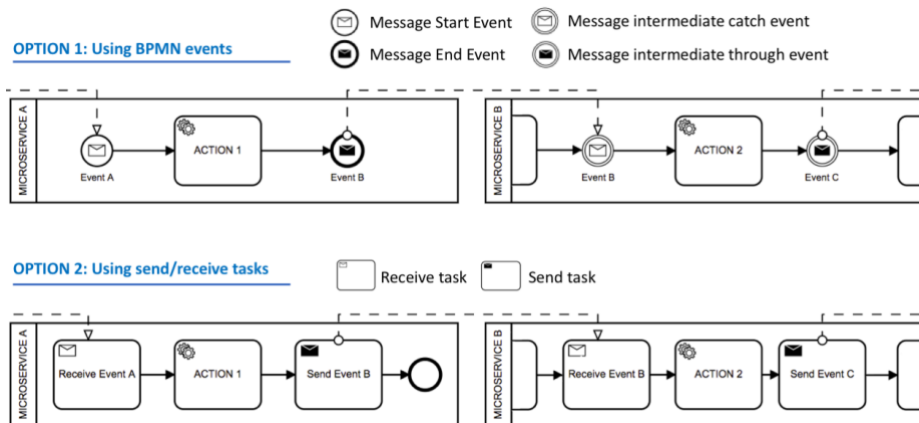 Message Start Event
Message intermediate catch event
OPTION 1: Using BPMN events
Message End Event
Message intermediate through event
MICROSERVICE A
ACTION 1
Event A
Event B
MICROSERVICE B
ACTION 2
Event B
Event C
OPTION 2: Using send/receive tasks
Receive task
Send task
MICROSERVICE A
Receive Event A
ACTION 1
Send Event B
MICROSERVICE B
Receive Event B
ACTION 2
Send Event C